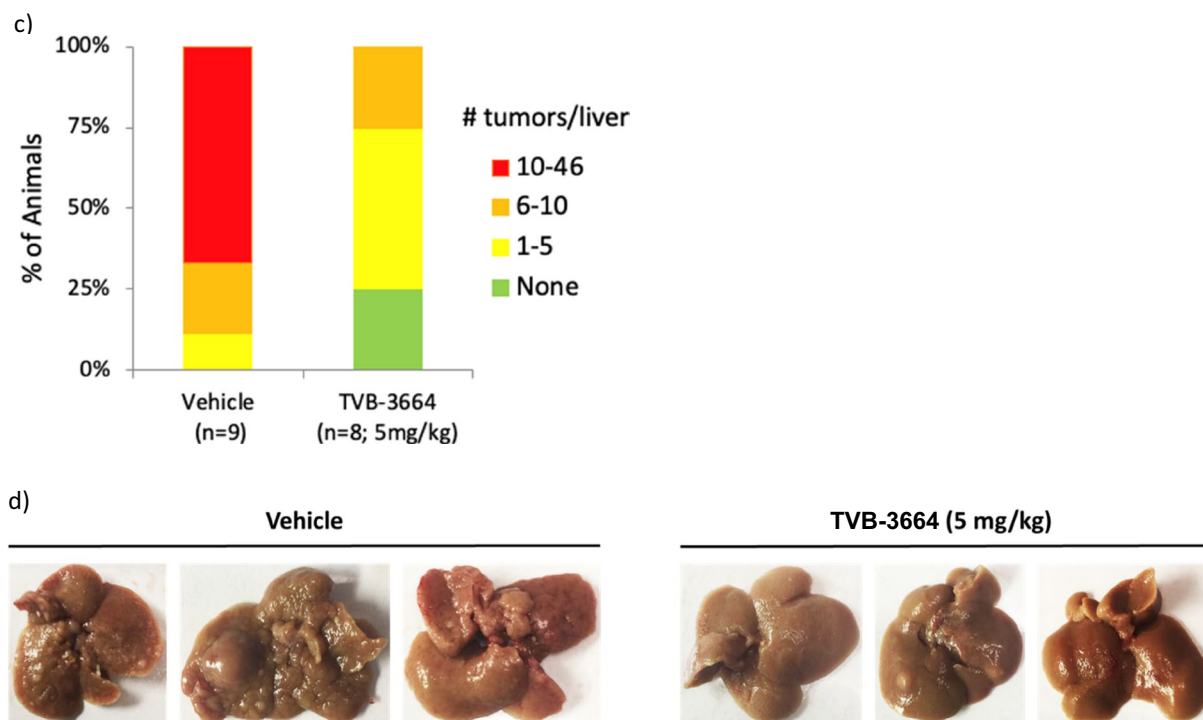 c)
100%
75%
50%
25%
0%
% of Animals
# tumors/liver
10-46
6-10
1-5
None
Vehicle
(n=9)
TVB-3664
(n=8; 5mg/kg)
d)
Vehicle
TVB-3664 (5 mg/kg)